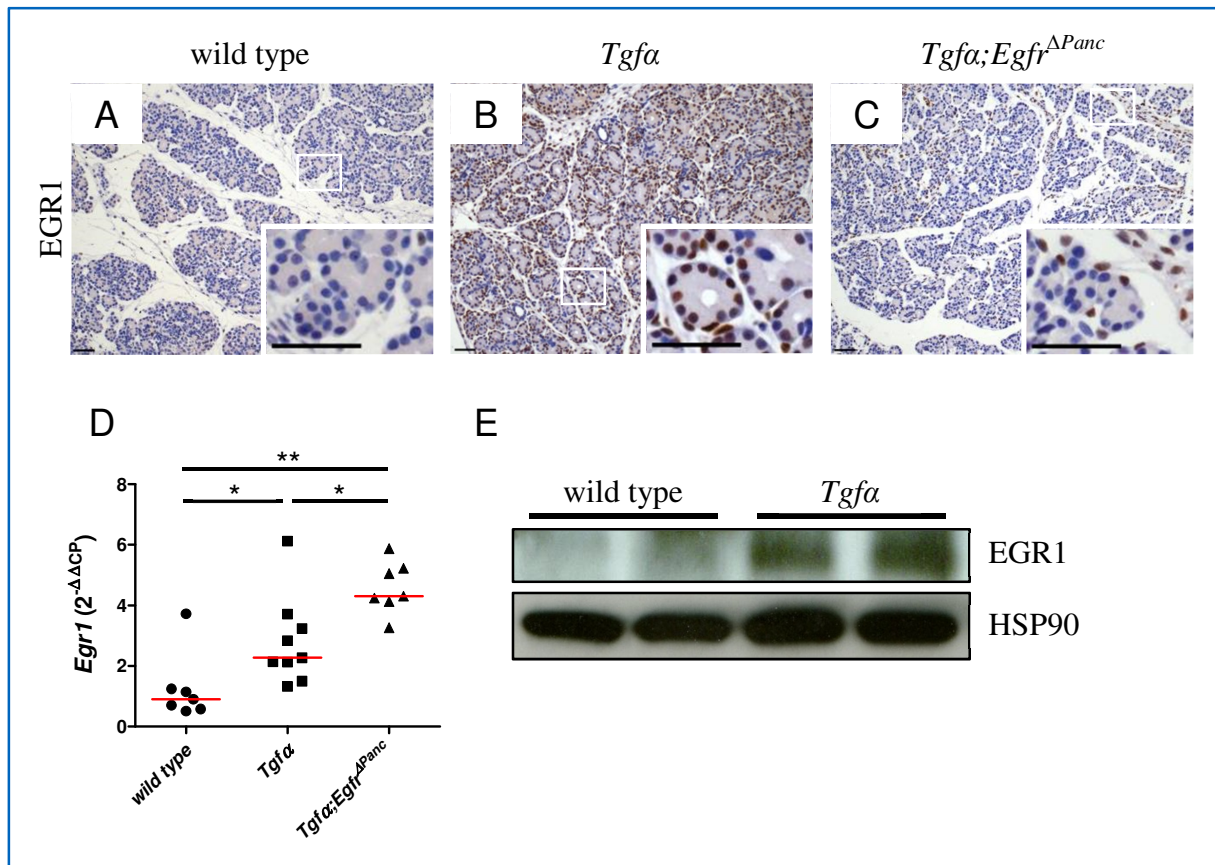 wild type Tgfα Tgfα;Egfr^ΔPanc
A B C
EGR1
D E
** 
* *
8
6
4
2
0
Egr1 (2^-ΔΔCP)
wild type Tgfα Tgfα;Egfr^ΔPanc
wild type Tgfα
EGR1
HSP90